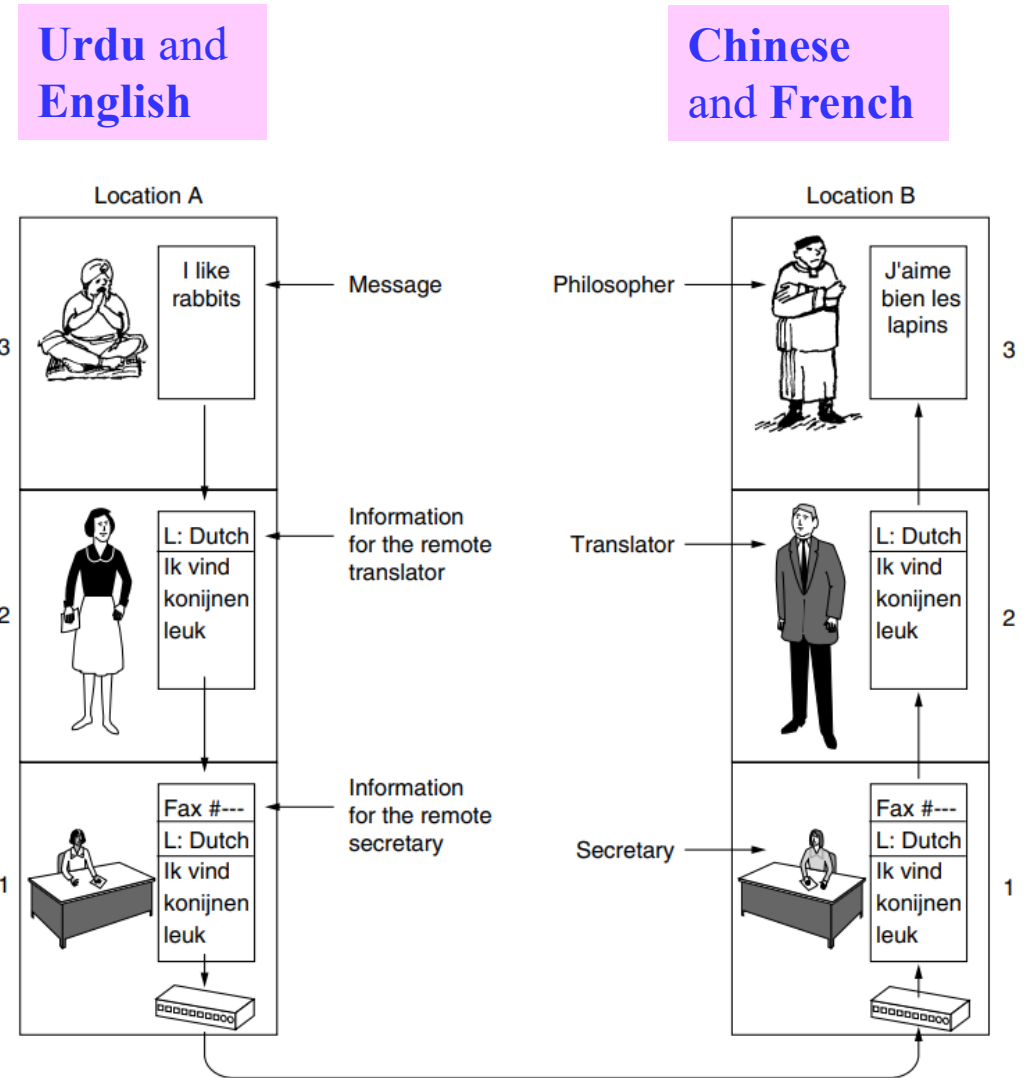 Urdu and
English
Chinese
and French
Location A
Location B
I like
rabbits
Message
Philosopher
J'aime
bien les
lapins
3
3
L: Dutch
Ik vind
konijnen
leuk
Information
for the remote
translator
Translator
L: Dutch
Ik vind
konijnen
leuk
2
2
Fax #---
L: Dutch
Ik vind
konijnen
leuk
Information
for the remote
secretary
Secretary
Fax #---
L: Dutch
Ik vind
konijnen
leuk
1
1